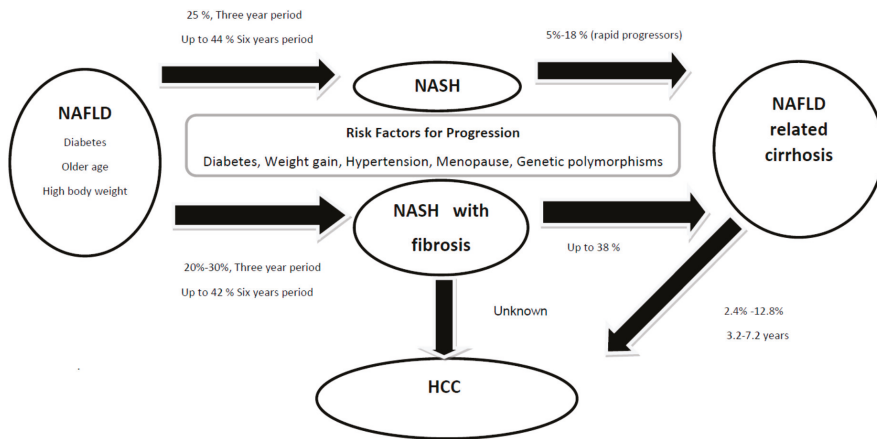 25 %, Three year period
Up to 44 % Six years period
5%-18 % (rapid progressors)
NAFLD
Diabetes
Older age
High body weight
NASH
NAFLD
related
cirrhosis
Risk Factors for Progression
Diabetes, Weight gain, Hypertension, Menopause, Genetic polymorphisms
NASH with
fibrosis
20%-30%, Three year period
Up to 42 % Six years period
Up to 38 %
Unknown
2.4% -12.8%
3.2-7.2 years
HCC